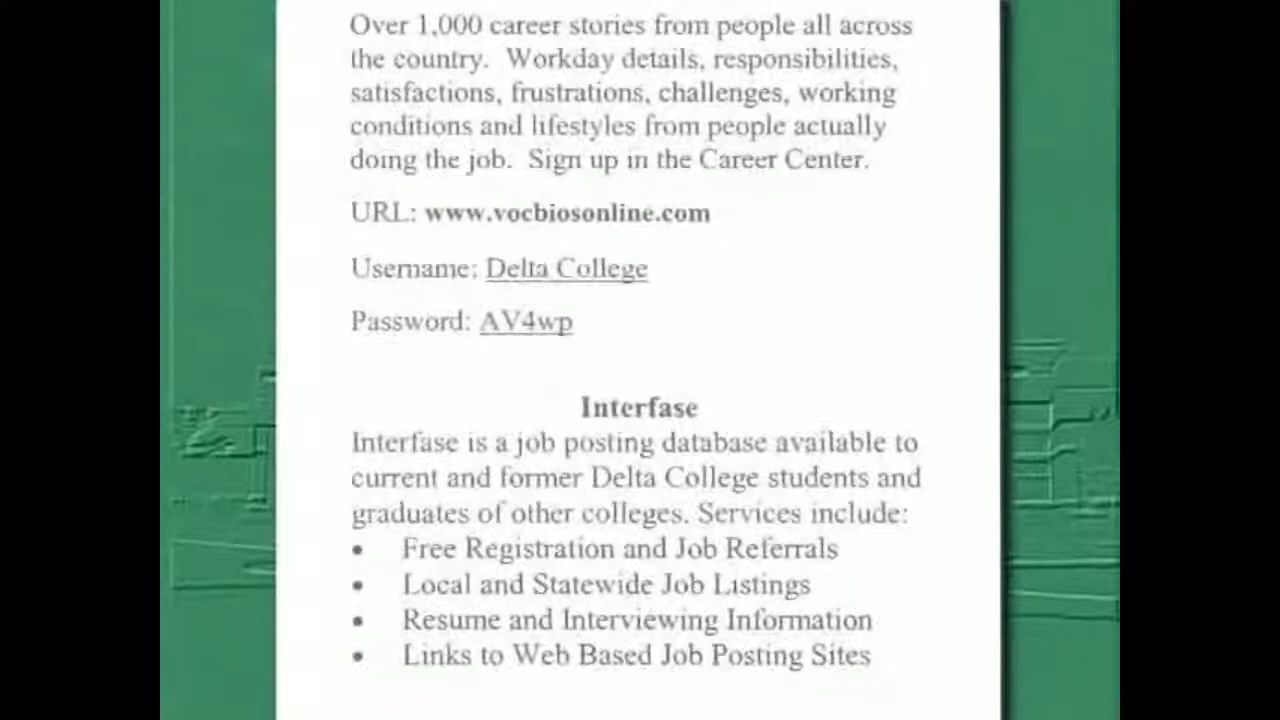 Over 1,000 career stories from people all across
the country. Workday details, responsibilities,
satisfactions, frustrations, challenges, working
conditions and lifestyles from people actually
doing the job. Sign up in the Career Center.
URL: www.vocbiosonline.com
Username: Delta College
Password: AV4wp
Interfase
Interfase is a job posting database available to
current and former Delta College students and
graduates of other colleges. Services include:
• Free Registration and Job Referrals
• Local and Statewide Job Listings
• Resume and Interviewing Information
• Links to Web Based Job Posting Sites